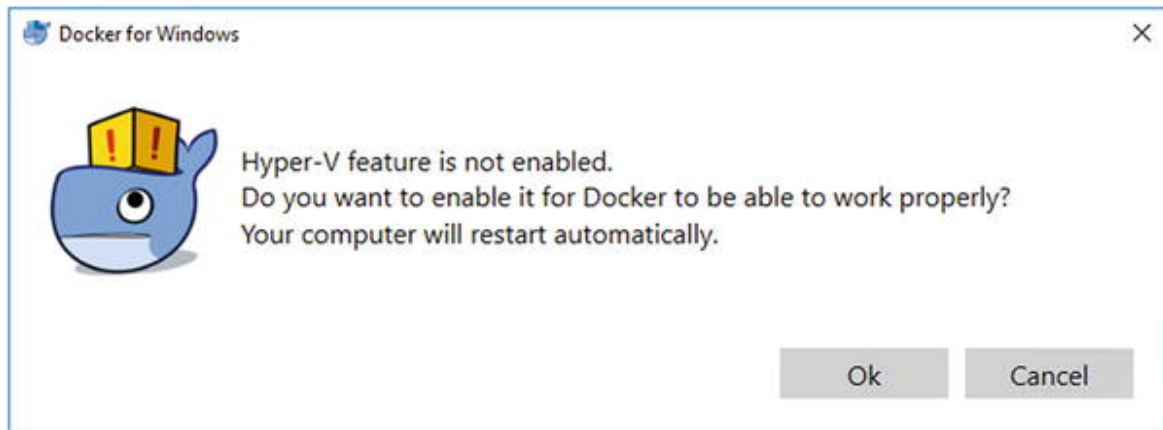 Docker for Windows
Hyper-V feature is not enabled.
Do you want to enable it for Docker to be able to work properly?
Your computer will restart automatically.
Ok
Cancel